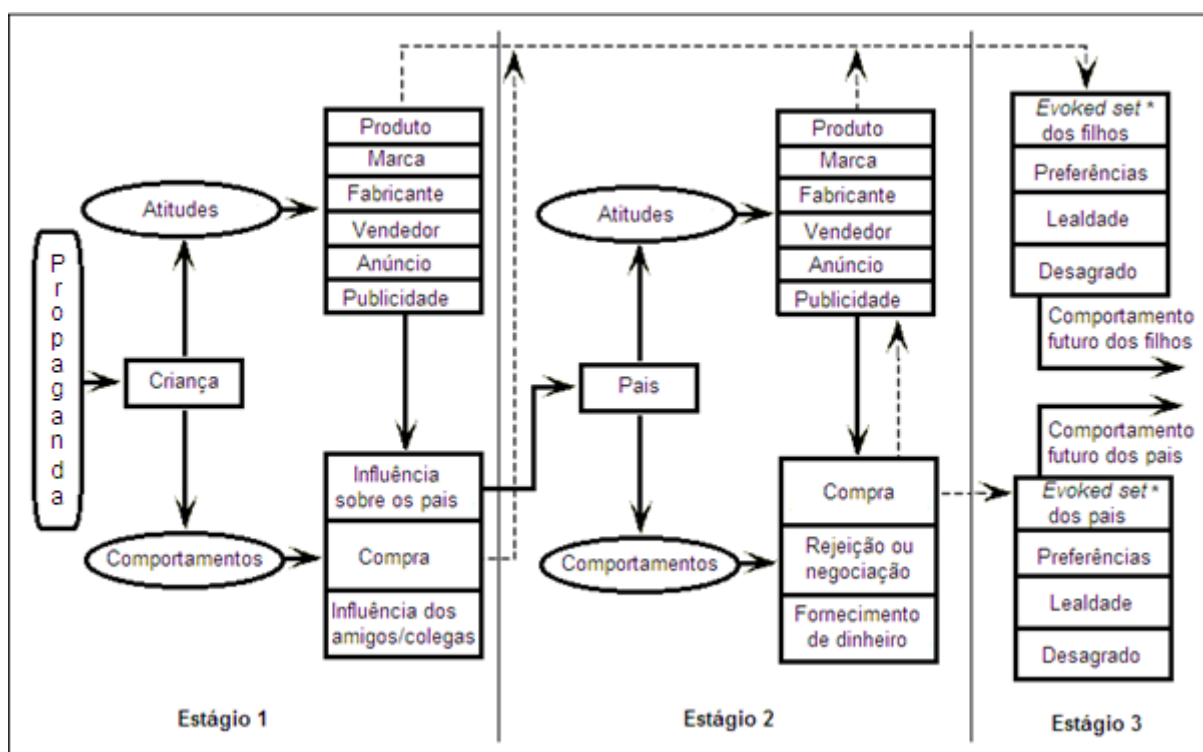 Propaganda
Criança
Atitudes
Comportamentos
Produto
Marca
Fabricante
Vendedor
Anúncio
Publicidade
Influência
sobre os pais
Compra
Influência dos
amigos/colegas
Estágio 1
Pais
Atitudes
Comportamentos
Produto
Marca
Fabricante
Vendedor
Anúncio
Publicidade
Compra
Rejeição ou
negociação
Fornecimento
de dinheiro
Estágio 2
Evoked set *
dos filhos
Preferências
Lealdade
Desagrado
Comportamento
futuro dos filhos
Comportamento
futuro dos pais
Evoked set *
dos pais
Preferências
Lealdade
Desagrado
Estágio 3